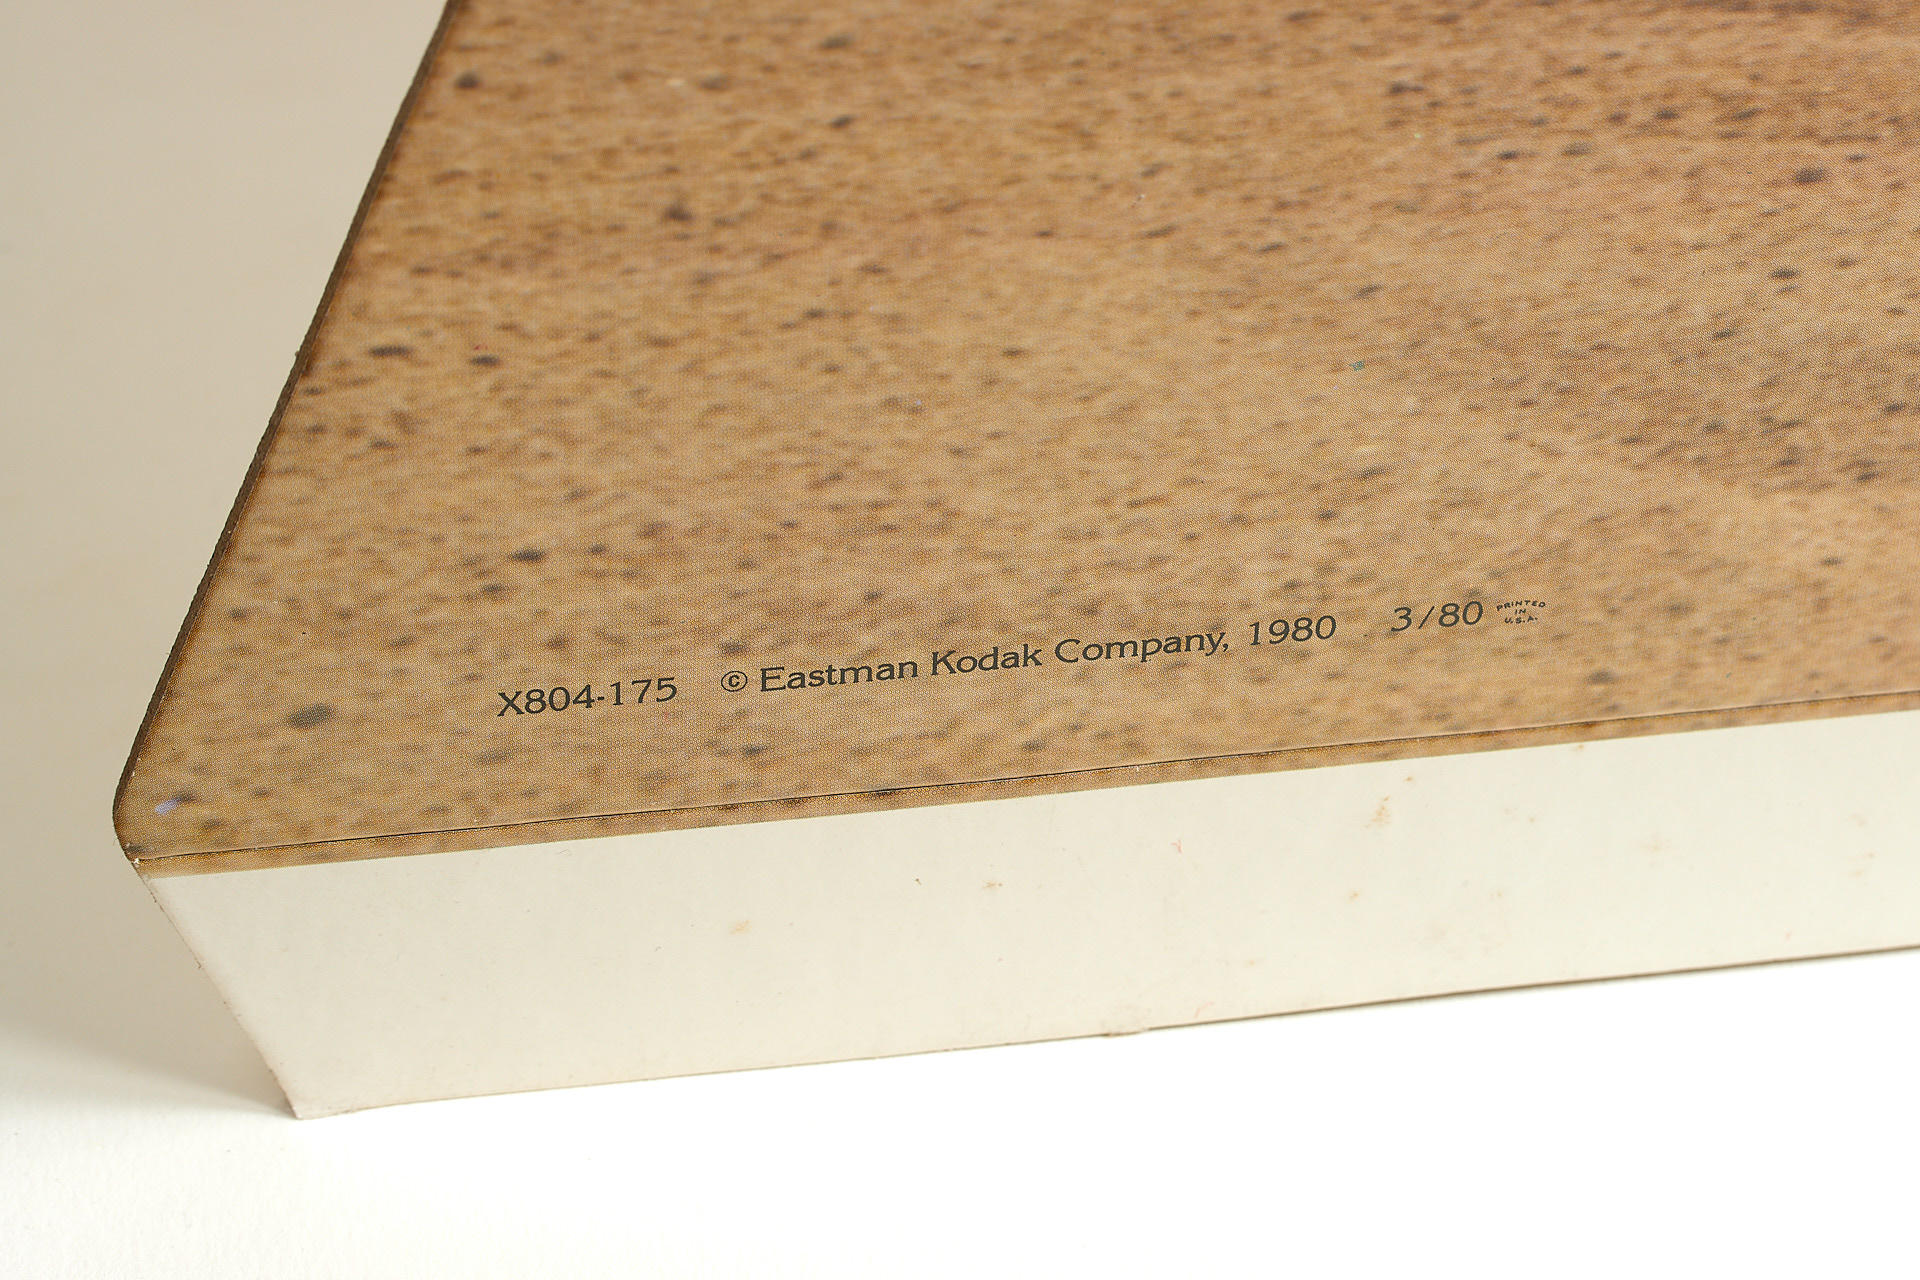 X804-175 © Eastman Kodak Company, 1980 3/80
PRINTED
IN
U.S.A.